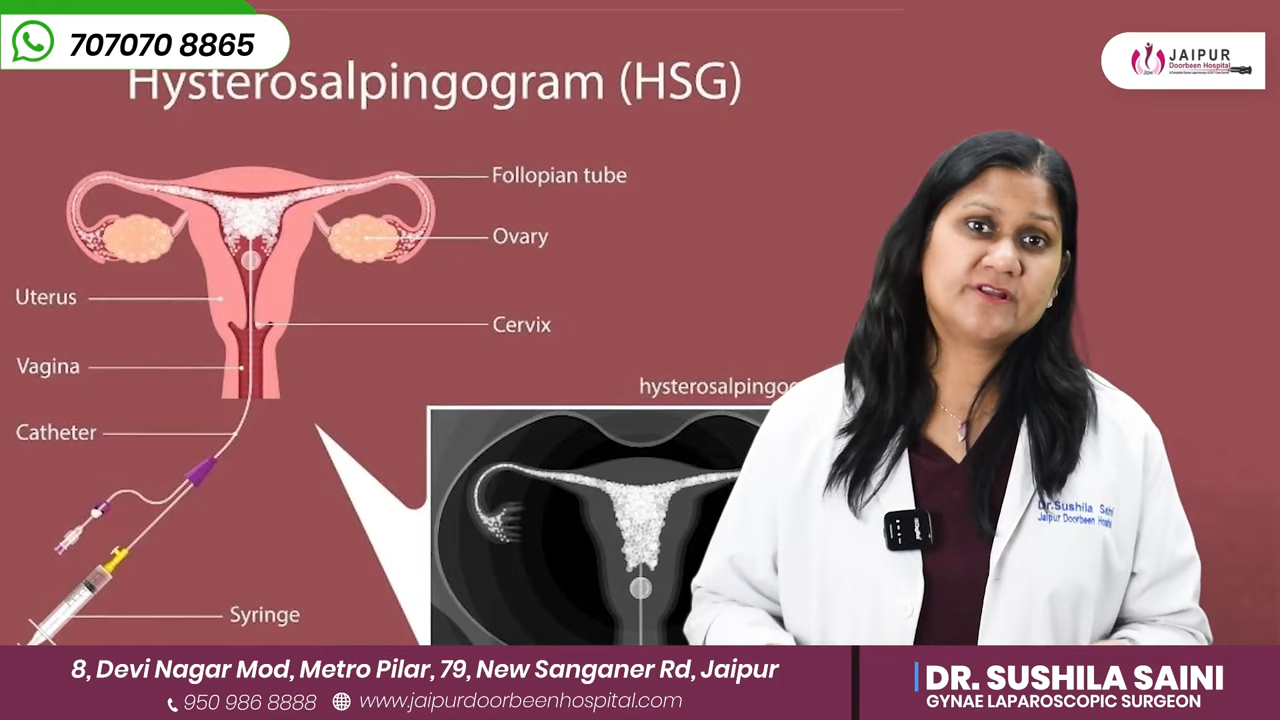 707070 8865
JAIPUR
Doorbeen Hospital
Hysterosalpingogram (HSG)
Follopian tube
Ovary
Uterus
Cervix
Vagina
Catheter
Syringe
hysterosalpingog
Dr.Sushila Saini
Jaipur Doorbeen Hospital
8, Devi Nagar Mod, Metro Pilar, 79, New Sanganer Rd, Jaipur
950 986 8888 www.jaipurdoorbeenhospital.com
DR. SUSHILA SAINI
GYNAE LAPAROSCOPIC SURGEON